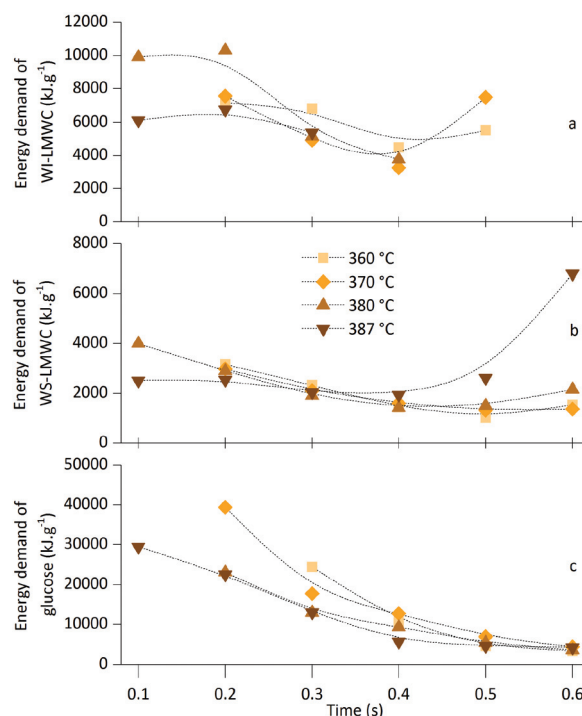 12000
10000
8000
6000
4000
2000
0
Energy demand of
WI-LMWC (kJ.g⁻¹)
a
8000
6000
4000
2000
0
Energy demand of
WS-LMWC (kJ.g⁻¹)
360 °C
370 °C
380 °C
387 °C
b
50000
40000
30000
20000
10000
0
Energy demand of
glucose (kJ.g⁻¹)
c
0.1 0.2 0.3 0.4 0.5 0.6
Time (s)